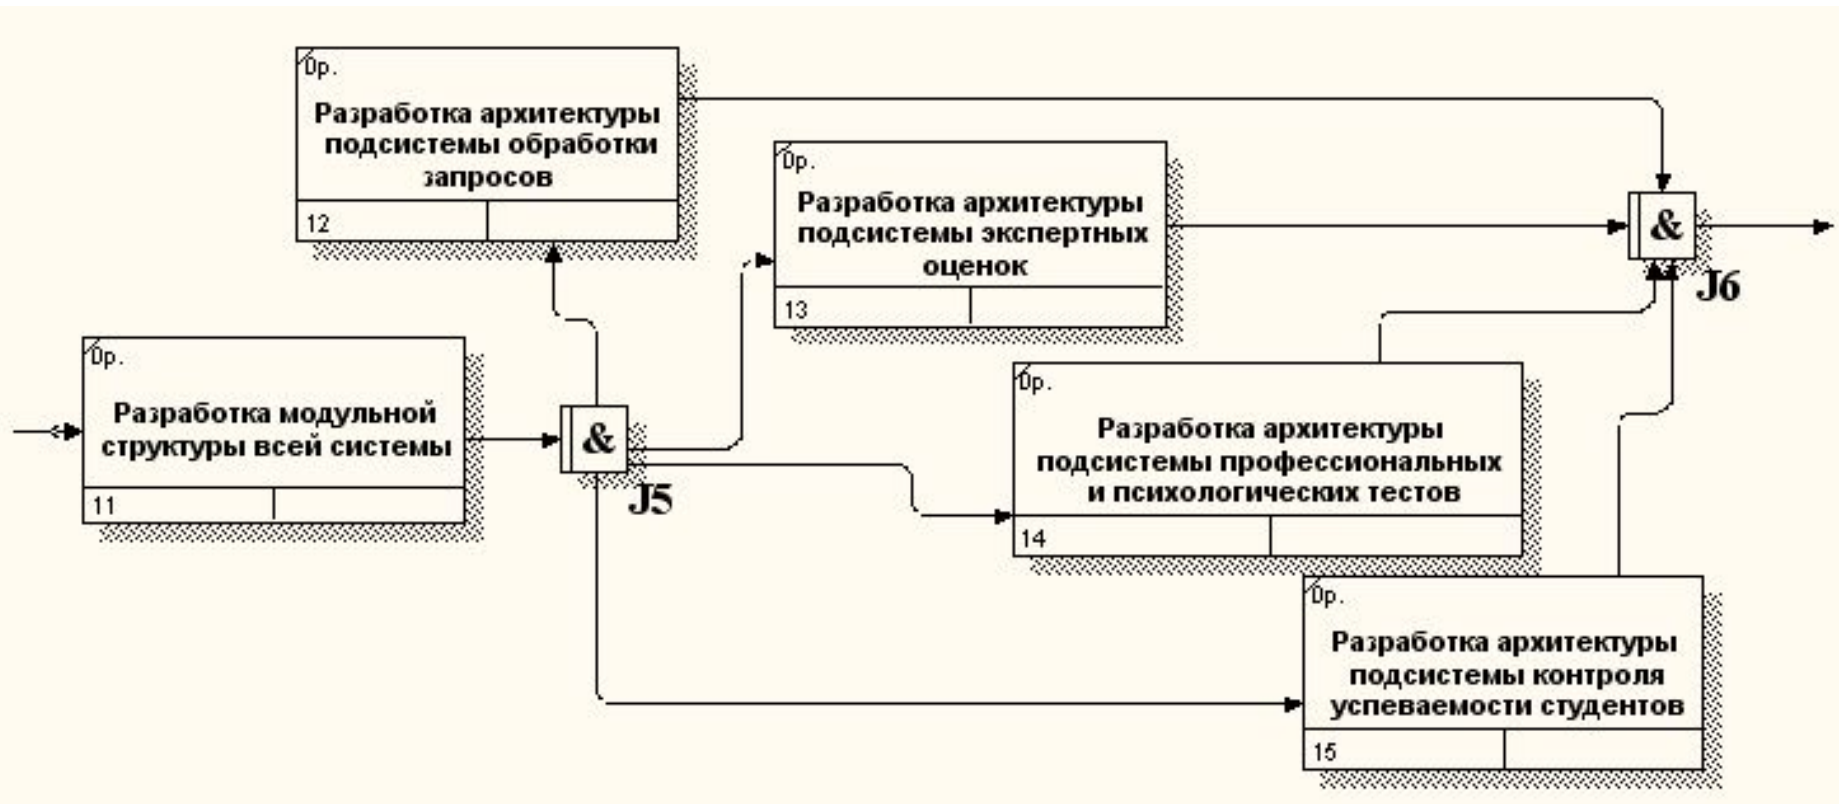 0р.
Разработка архитектуры
подсистемы обработки
запросов
12
0р.
Разработка архитектуры
подсистемы экспертных
оценок
13
&
J6
0р.
Разработка модульной
структуры всей системы
11
&
J5
0р.
Разработка архитектуры
подсистемы профессиональных
и психологических тестов
14
0р.
Разработка архитектуры
подсистемы контроля
успеваемости студентов
15